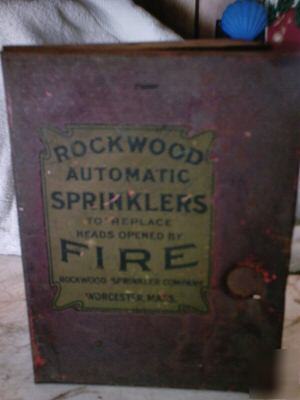 ROCKWOOD
AUTOMATIC
SPRINKLERS
TO REPLACE
HEADS OPENED BY
FIRE
ROCKWOOD SPRINKLER COMPANY
WORCESTER, MASS.